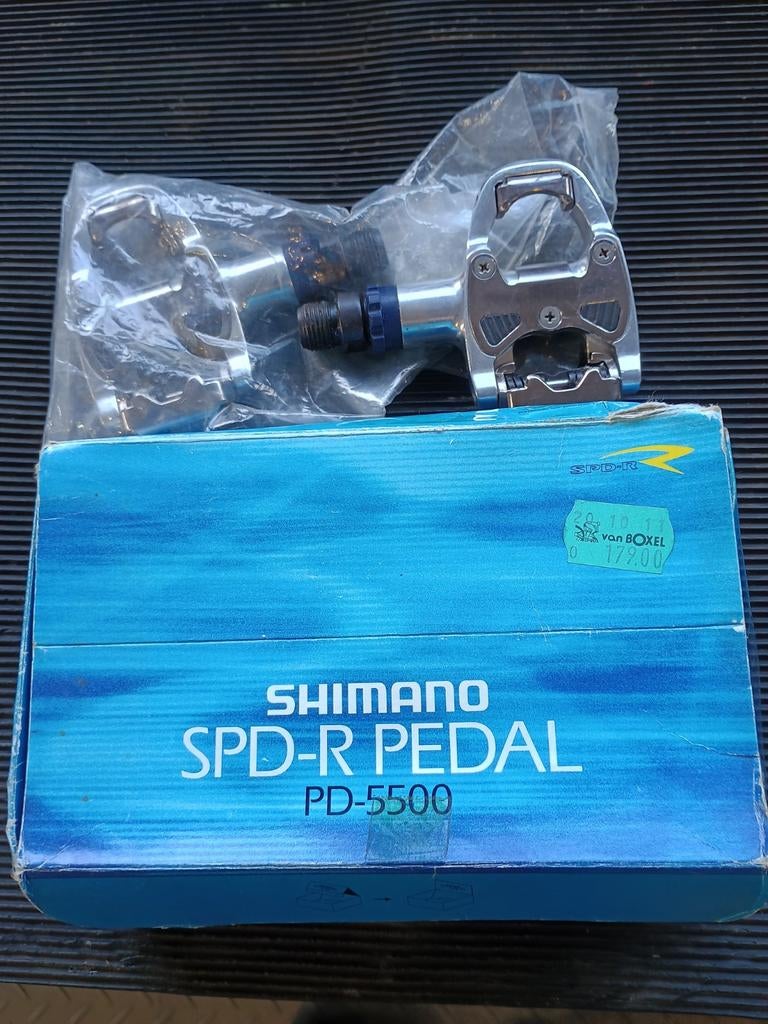 SPD-R
20 10 11
van BOXEL
0 179.00
SHIMANO
SPD-R PEDAL
PD-5500